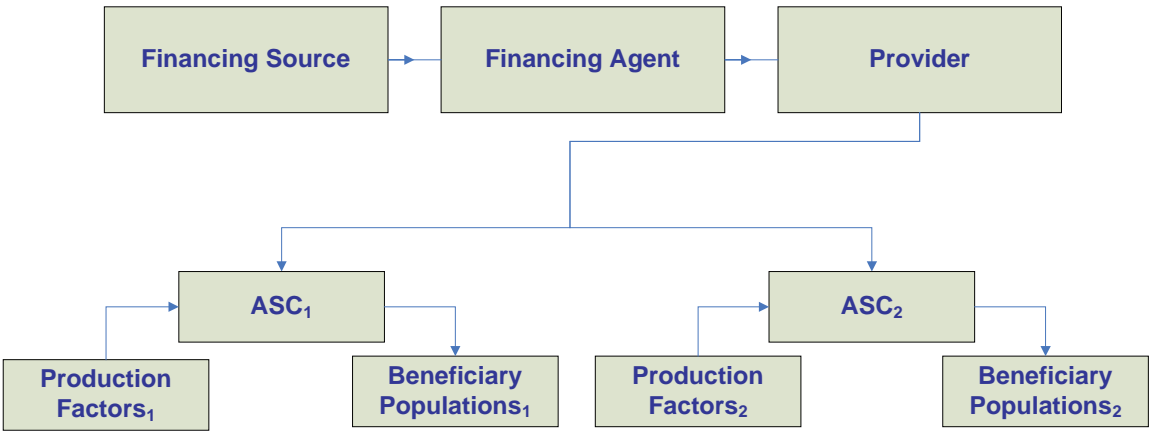 Financing Source
Financing Agent
Provider
ASC₁
ASC₂
Production
Factors₁
Beneficiary
Populations₁
Production
Factors₂
Beneficiary
Populations₂